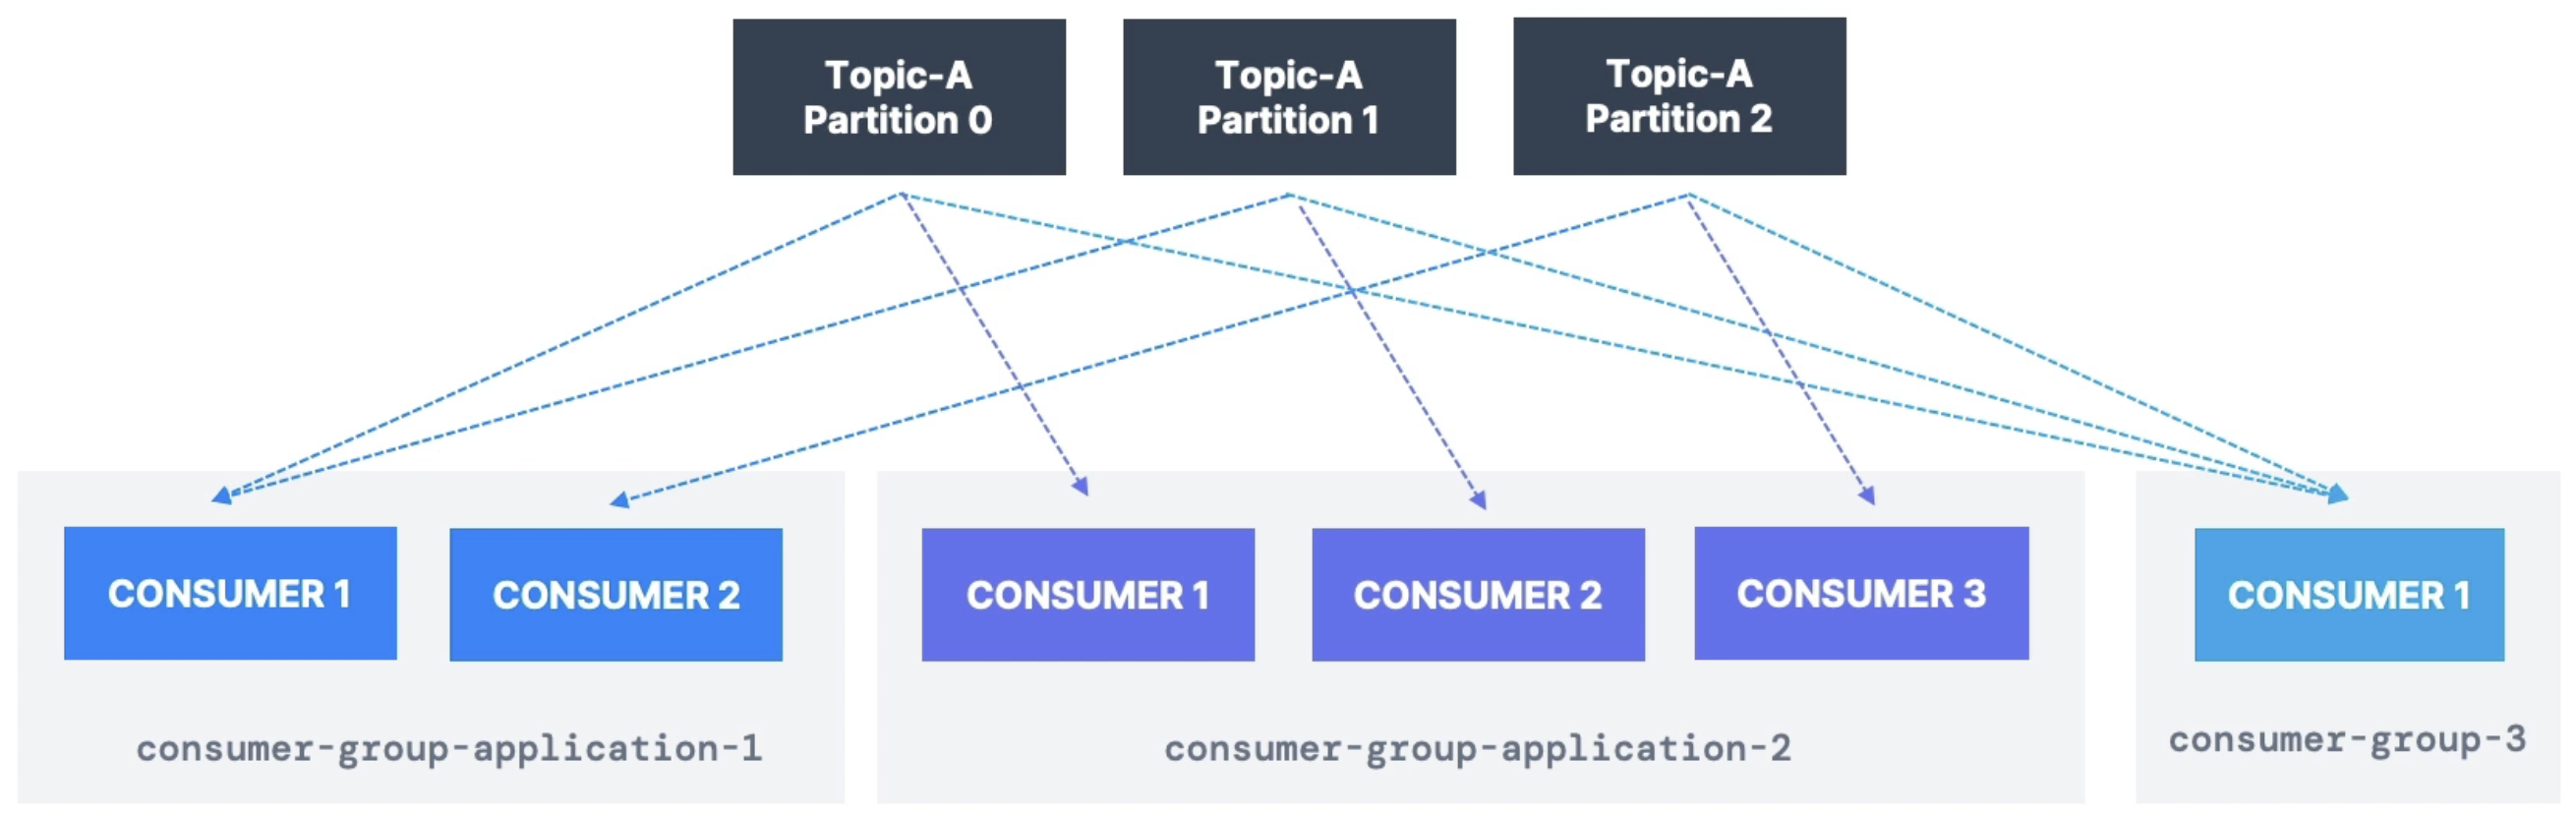 Topic-A
Partition 0
Topic-A
Partition 1
Topic-A
Partition 2
CONSUMER 1
CONSUMER 2
CONSUMER 1
CONSUMER 2
CONSUMER 3
CONSUMER 1
consumer-group-application-1
consumer-group-application-2
consumer-group-3